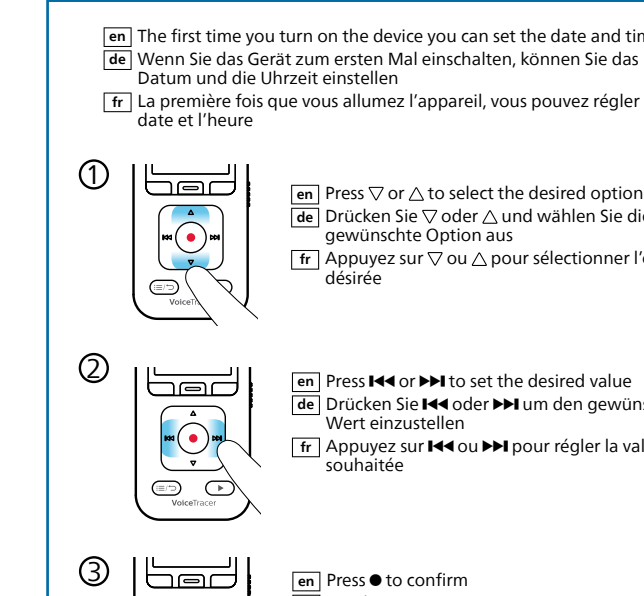 en The first time you turn on the device you can set the date and
de Wenn Sie das Gerät zum ersten Mal einschalten, können Sie das
Datum und die Uhrzeit einstellen
fr La première fois que vous allumez l’appareil, vous pouvez régler
date et l’heure
①
en Press ▽ or △ to select the desired option
de Drücken Sie ▽ oder △ und wählen Sie
gewünschte Option aus
fr Appuyez sur ▽ ou △ pour sélectionner
désirée
②
en Press ⏮ or ⏭ to set the desired value
de Drücken Sie ⏮ oder ⏭ um den
Wert einzustellen
fr Appuyez sur ⏮ ou ⏭ pour régler la
souhaitée
VoiceTracer
③
en Press ● to confirm